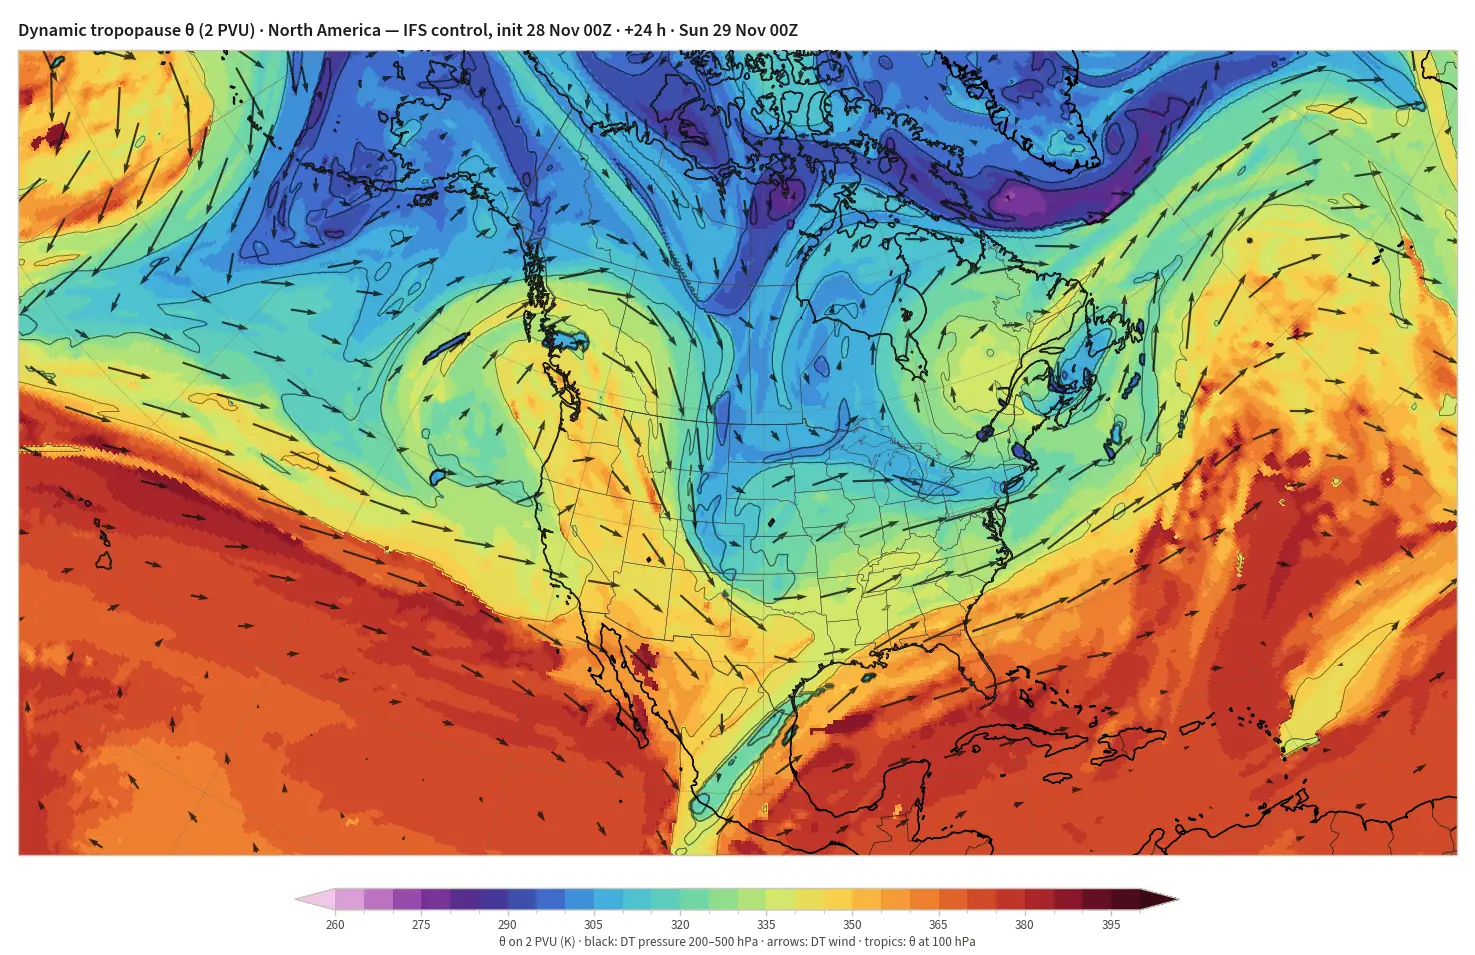 Dynamic tropopause θ (2 PVU) · North America — IFS control, init 28 Nov 00Z · +24 h · Sun 29 Nov 00Z
260 275 290 305 320 335 350 365 380 395
θ on 2 PVU (K) · black: DT pressure 200–500 hPa · arrows: DT wind · tropics: θ at 100 hPa